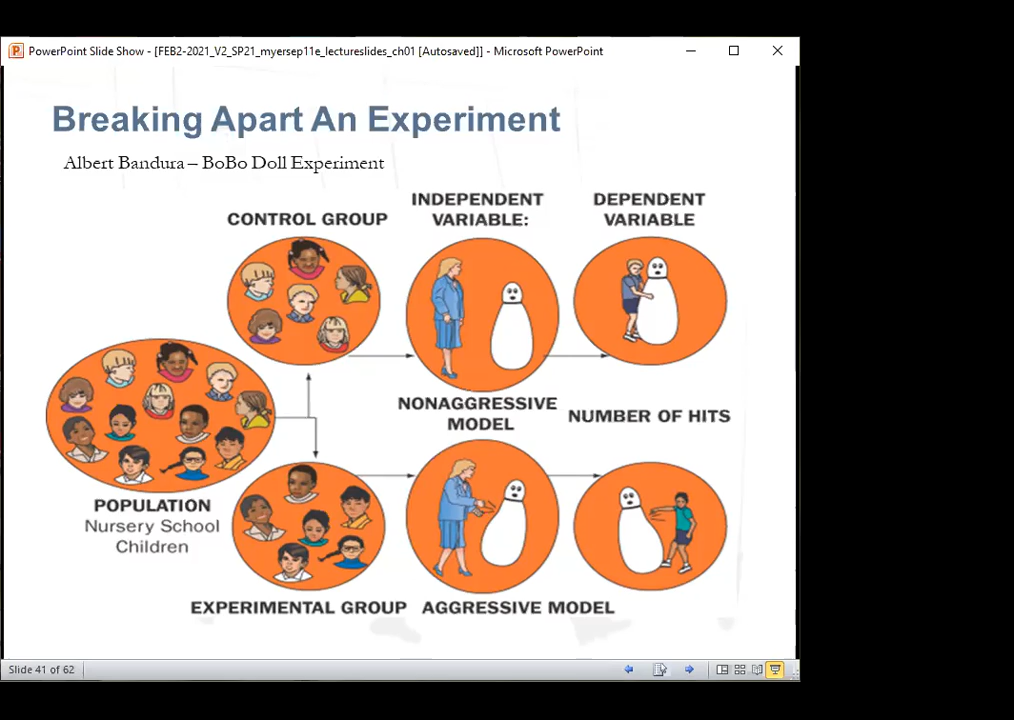 PowerPoint Slide Show - [FEB2-2021_V2_SP21_myersep11e_lectureslides_ch01 [Autosaved]] - Microsoft PowerPoint
Breaking Apart An Experiment
Albert Bandura – BoBo Doll Experiment
CONTROL GROUP
INDEPENDENT
VARIABLE:
DEPENDENT
VARIABLE
NONAGGRESSIVE
MODEL
NUMBER OF HITS
POPULATION
Nursery School
Children
EXPERIMENTAL GROUP
AGGRESSIVE MODEL
Slide 41 of 62